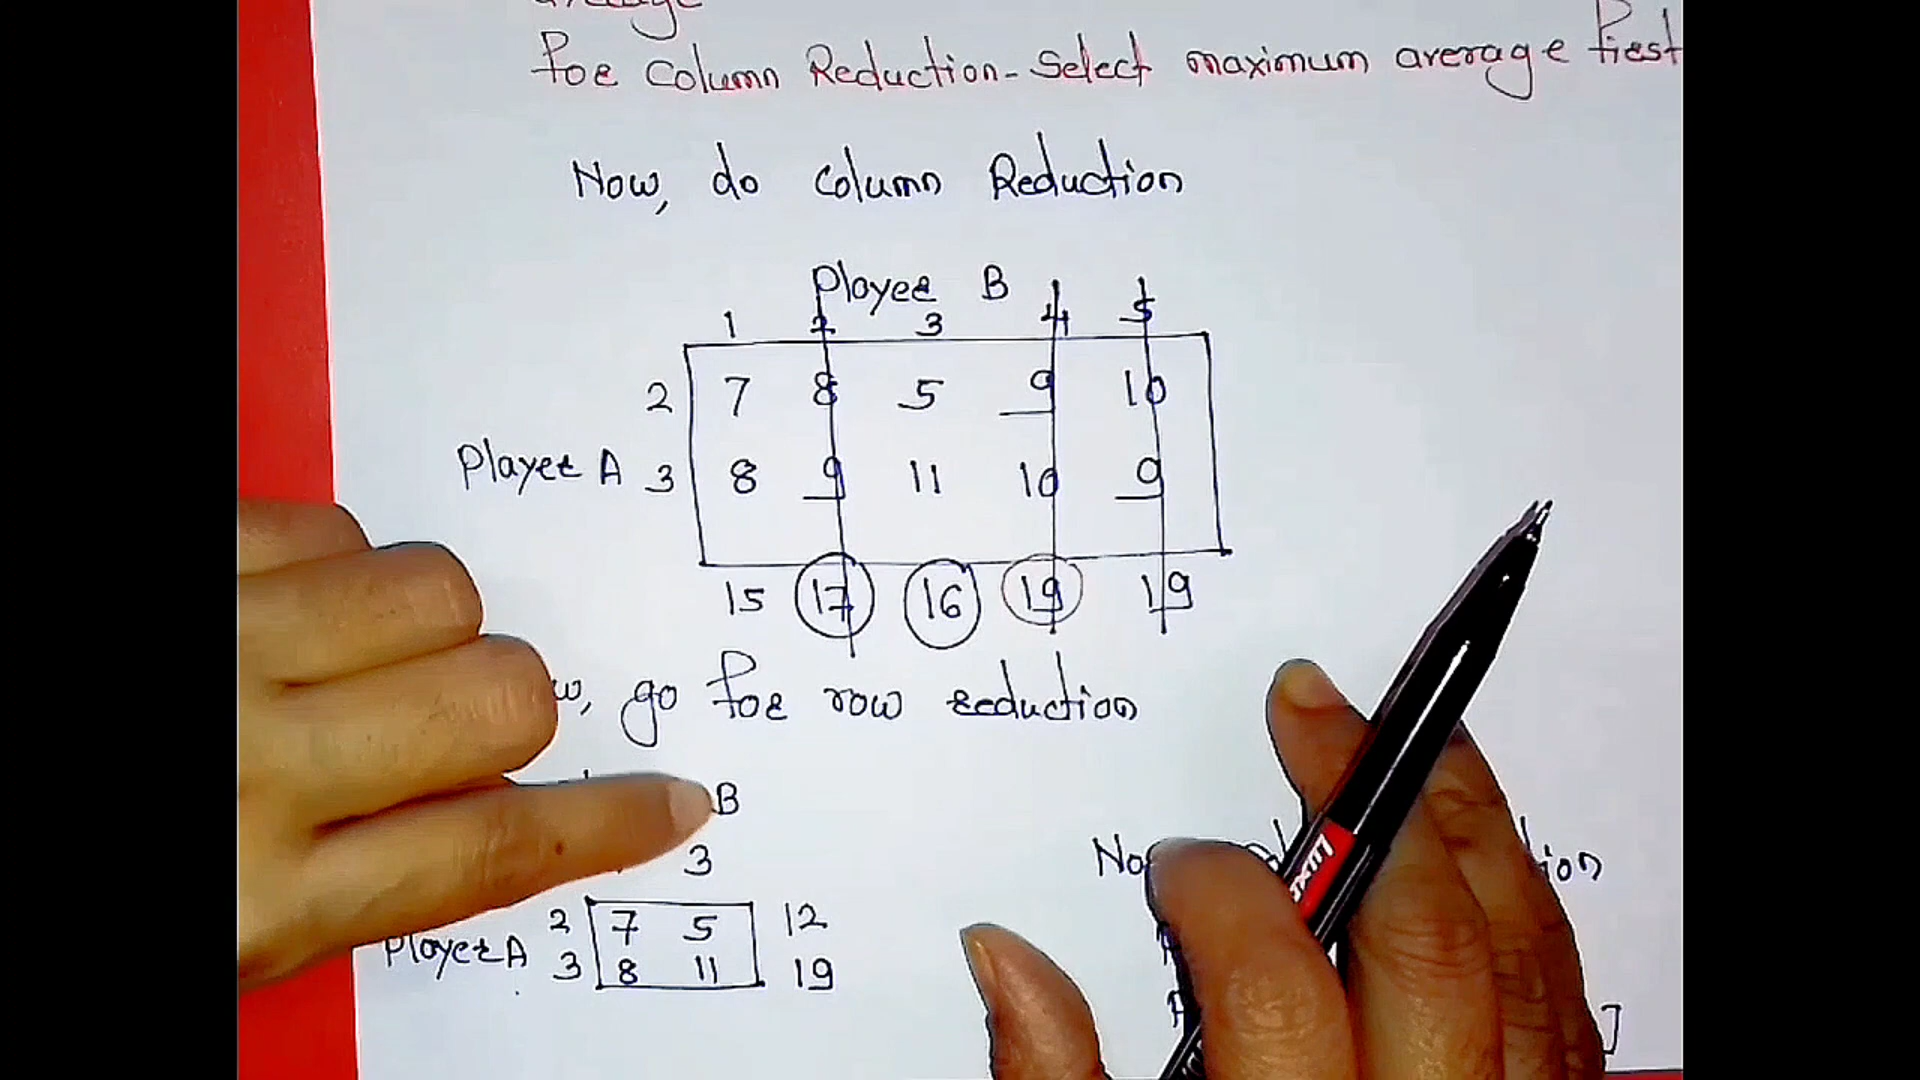 average
For Column Reduction - Select maximum average first
Now, do Column Reduction
Player B
1 2 3 4 5
2 7 8 5 9 10
Player A 3 8 9 11 10 9
15 17 16 19 19
go for row reduction
B
3
2 7 5 12
Player A 3 8 11 19
LUXOR
]